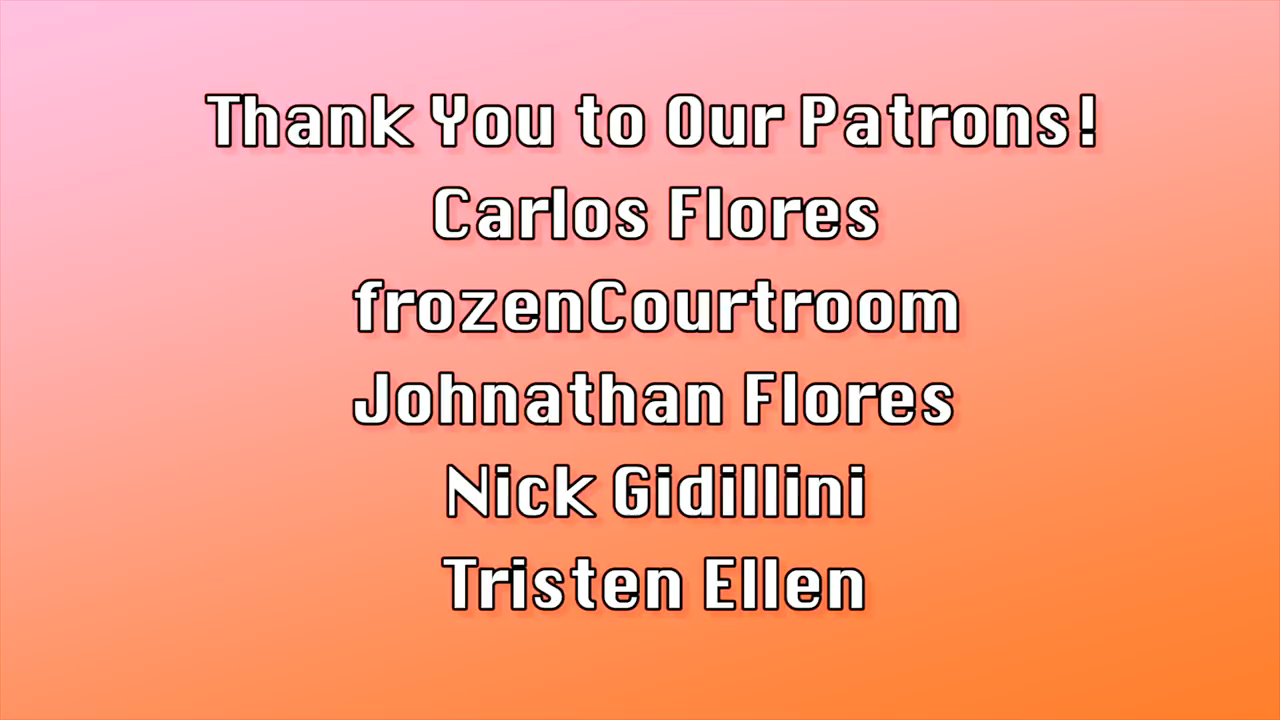 Thank You to Our Patrons!
Carlos Flores
frozenCourtroom
Johnathan Flores
Nick Gidillini
Tristen Ellen